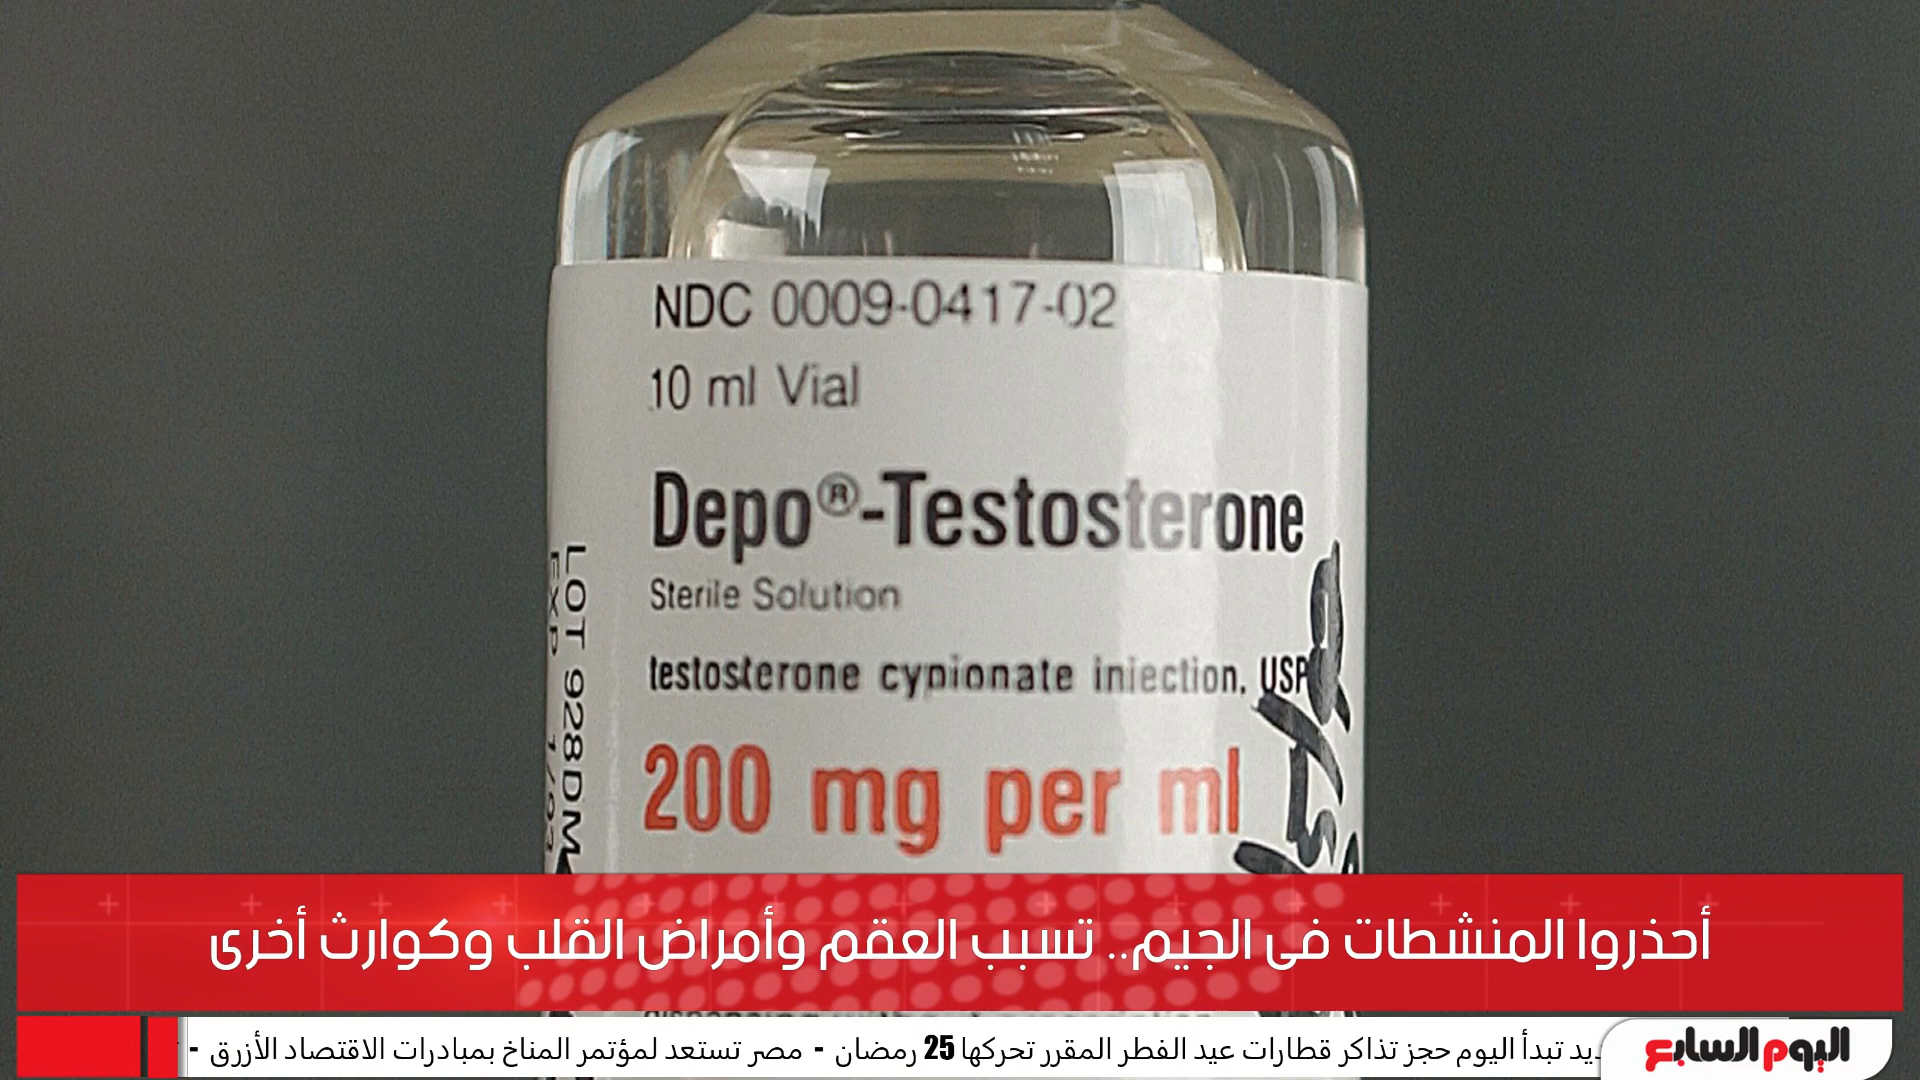 NDC 0009-0417-02
10 ml Vial
Depo®-Testosterone
Sterile Solution
testosterone cypionate injection, USP
200 mg per ml
LOT 928DM
EXP
أحذروا المنشطات فى الجيم.. تسبب العقم وأمراض القلب وكوارث أخرى
تبدأ اليوم حجز تذاكر قطارات عيد الفطر المقرر تحركها 25 رمضان - مصر تستعد لمؤتمر المناخ بمبادرات الاقتصاد الأزرق -
اليوم السابع